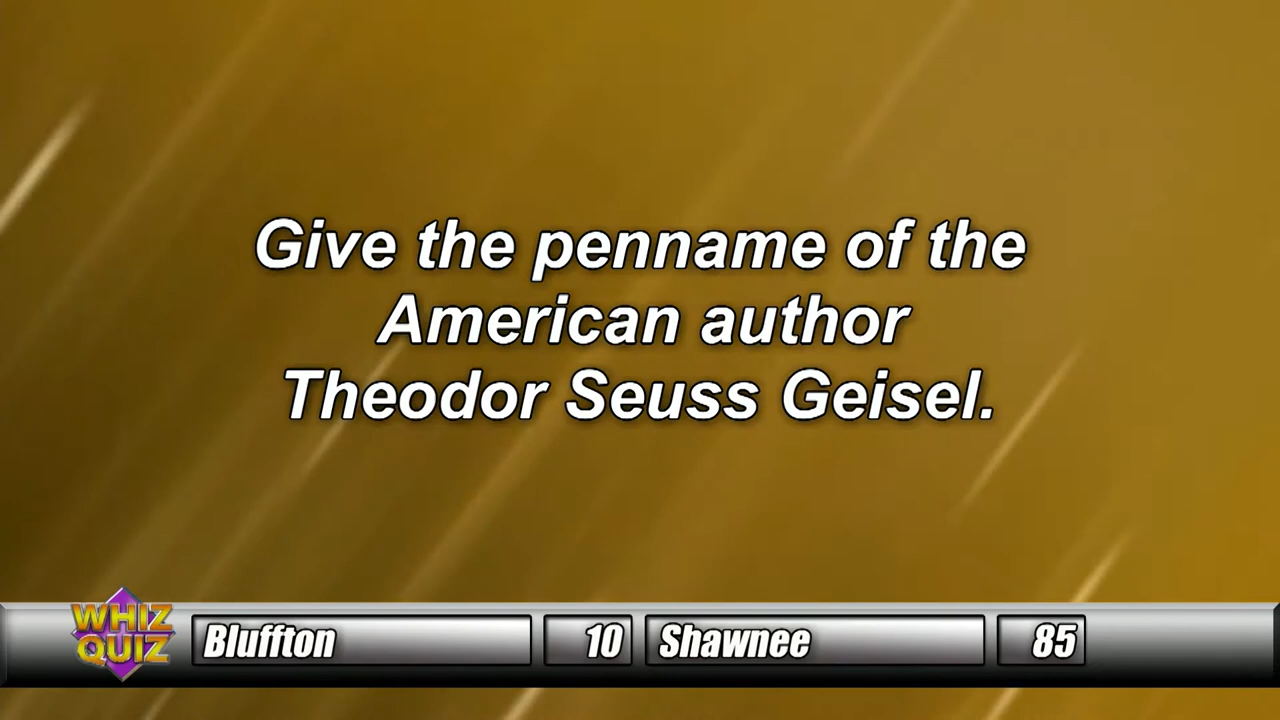 Give the penname of the
American author
Theodor Seuss Geisel.
WHIZ
QUIZ
Bluffton 10 Shawnee 85